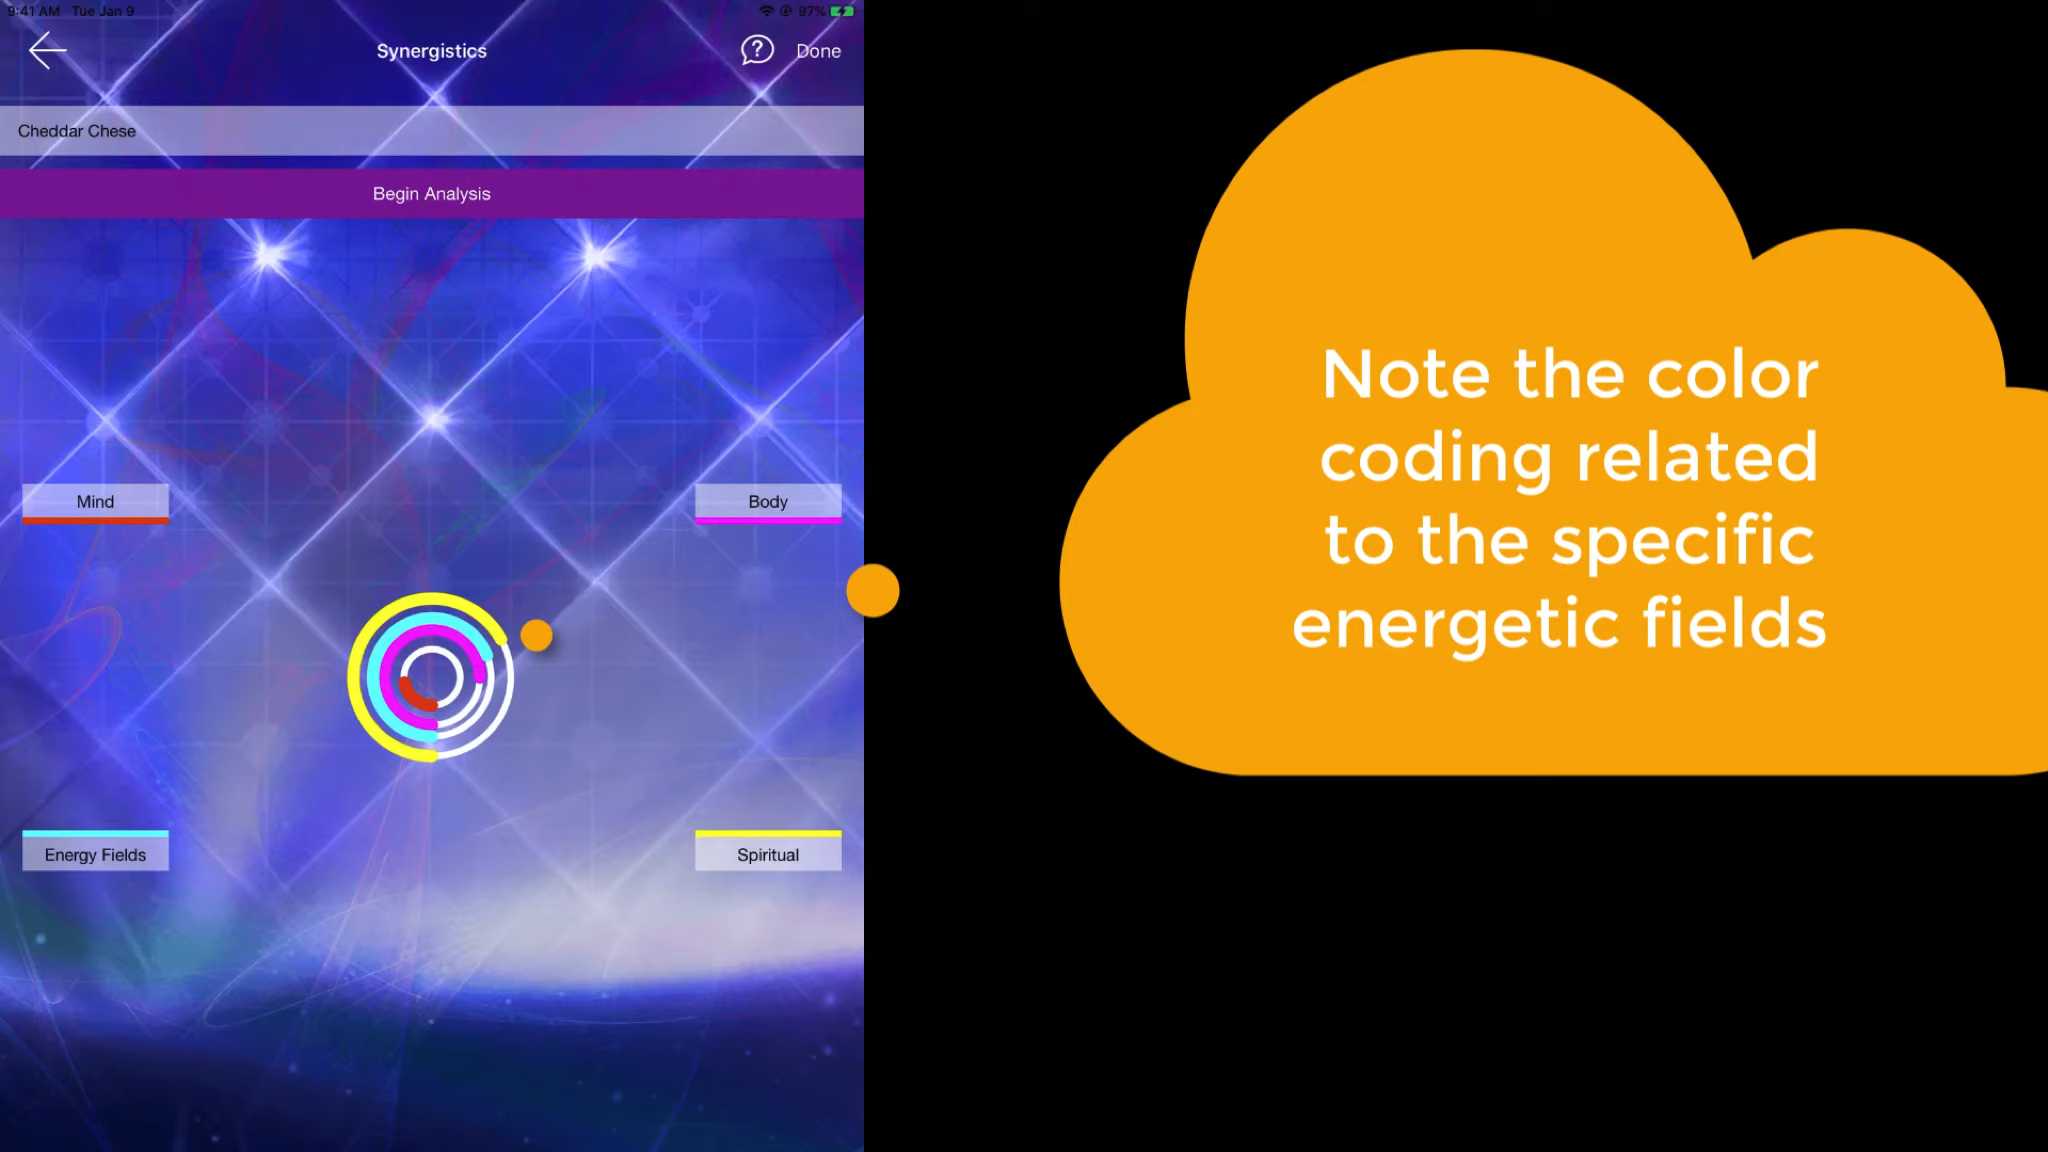 9:41 AM Tue Jan 9
97%
Synergistics
Done
Cheddar Chese
Begin Analysis
Mind
Body
Energy Fields
Spiritual
Note the color
coding related
to the specific
energetic fields